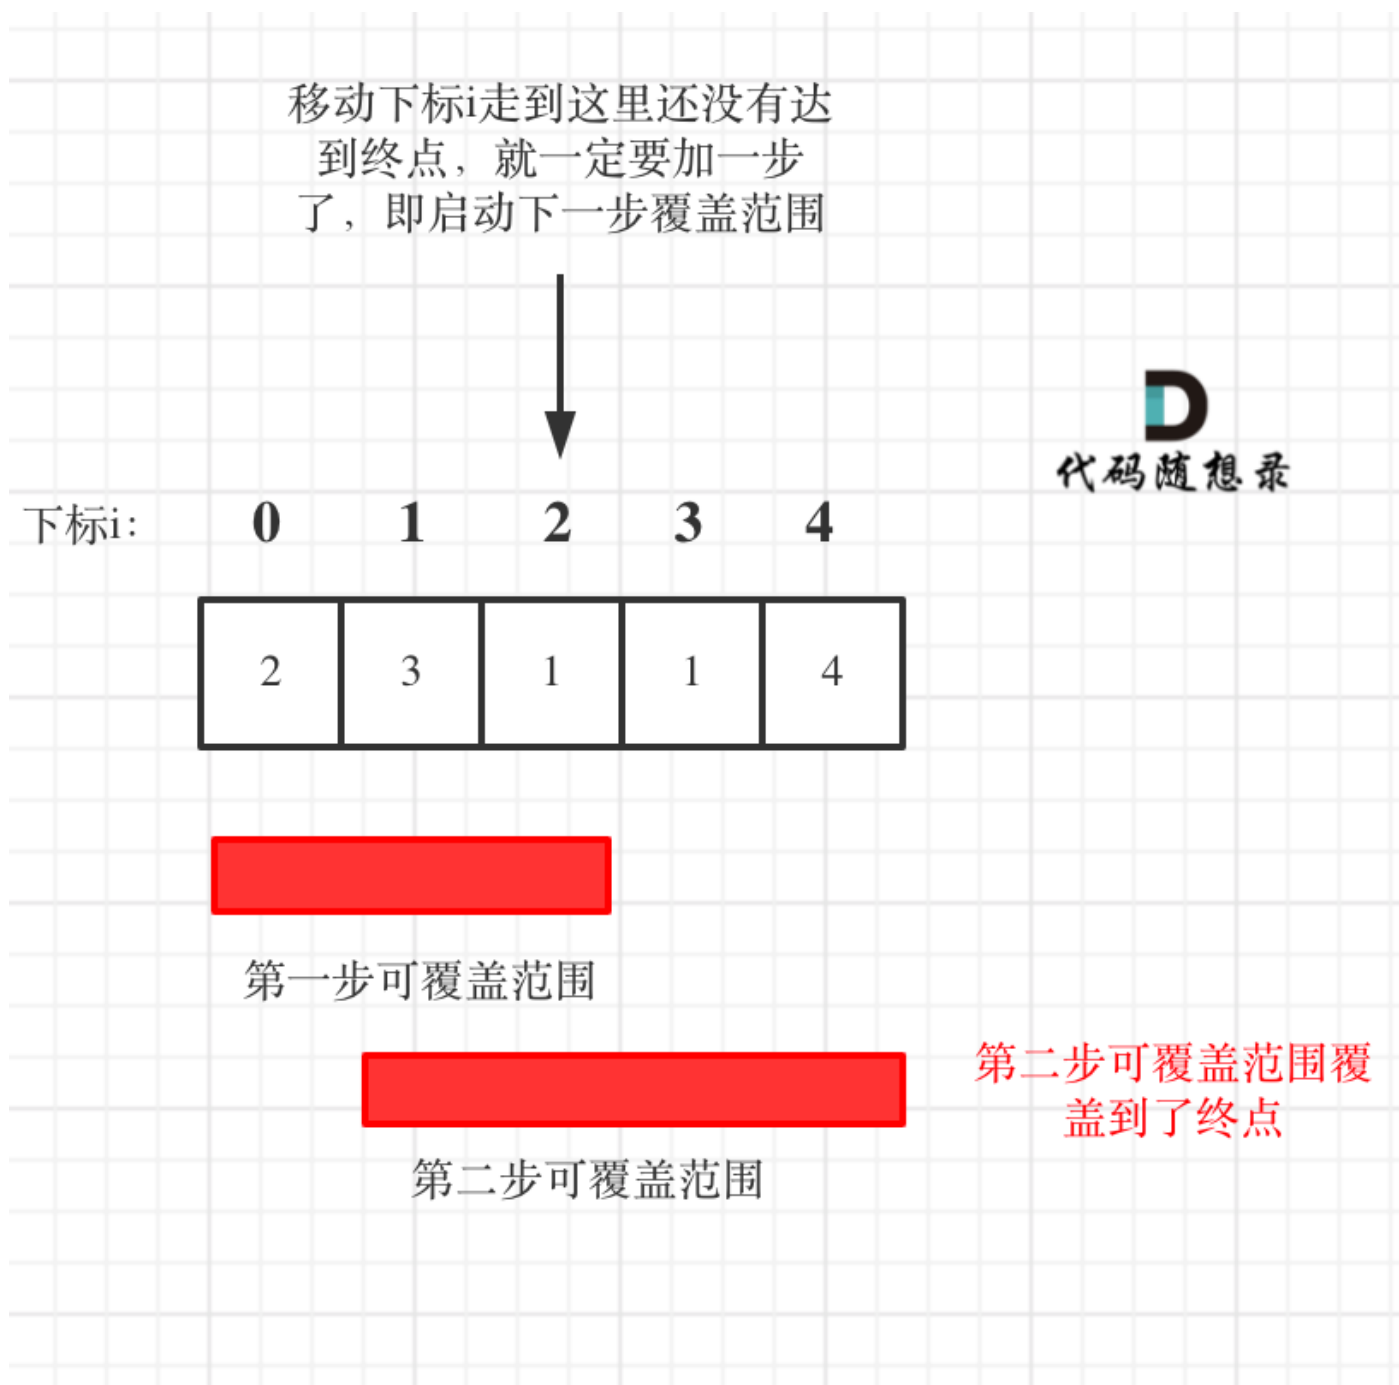 移动下标i走到这里还没有达
到终点，就一定要加一步
了，即启动下一步覆盖范围
代码随想录
下标i： 0 1 2 3 4
2 3 1 1 4
第一步可覆盖范围
第二步可覆盖范围覆
盖到了终点
第二步可覆盖范围